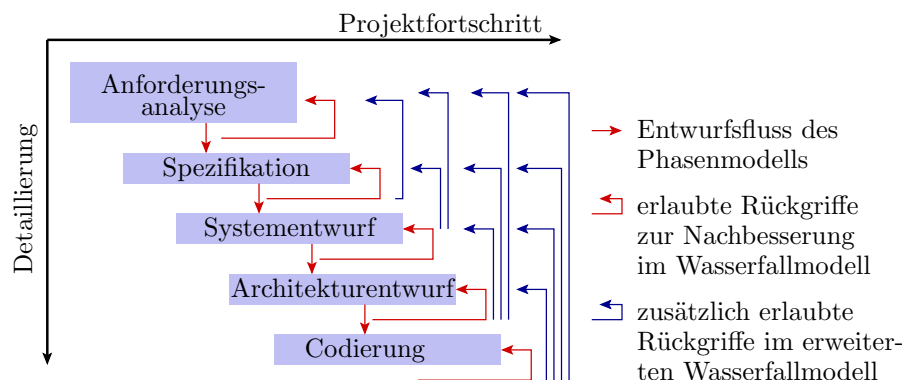 Projektfortschritt
Detaillierung
Anforderungs-
analyse
Spezifikation
Systementwurf
Architekturentwurf
Codierung
Entwurfsfluss des
Phasenmodells
erlaubte Rückgriffe
zur Nachbesserung
im Wasserfallmodell
zusätzlich erlaubte
Rückgriffe im erweiter-
ten Wasserfallmodell